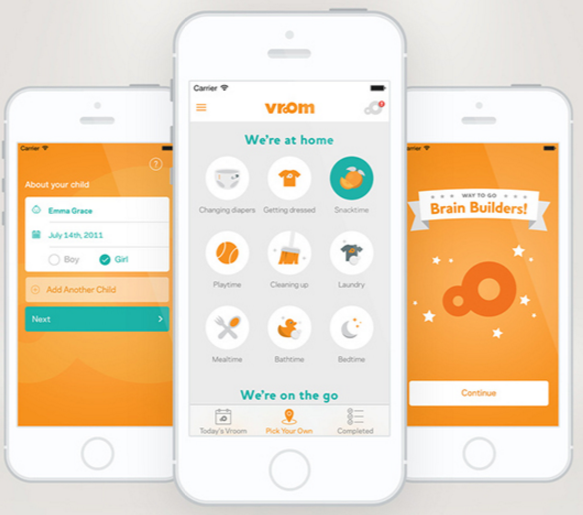 Carrier
About your child
?
Emma Grace
July 14th, 2011
Boy
Girl
Add Another Child
Next
Carrier
vrom
We're at home
Changing diapers
Getting dressed
Snacktime
Playtime
Cleaning up
Laundry
Mealtime
Bathtime
Bedtime
We're on the go
Today's Vroom
Pick Your Own
Completed
WAY TO GO
Brain Builders!
Continue